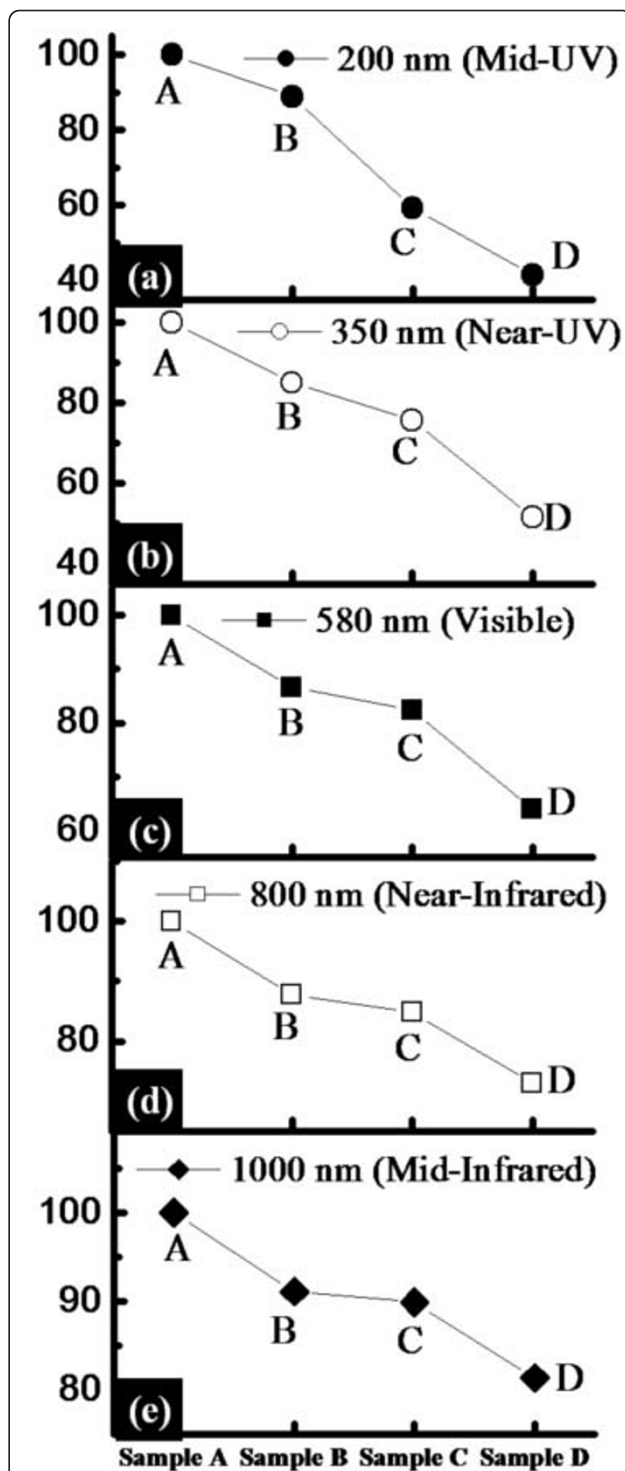 100
200 nm (Mid-UV)
A
80
B
60
C
D
40
(a)
100
350 nm (Near-UV)
A
80
B
C
60
D
40
(b)
100
580 nm (Visible)
A
B
80
C
D
60
(c)
800 nm (Near-Infrared)
100
A
B
C
80
D
(d)
1000 nm (Mid-Infrared)
100
A
90
B
C
80
D
(e)
Sample A Sample B Sample C Sample D